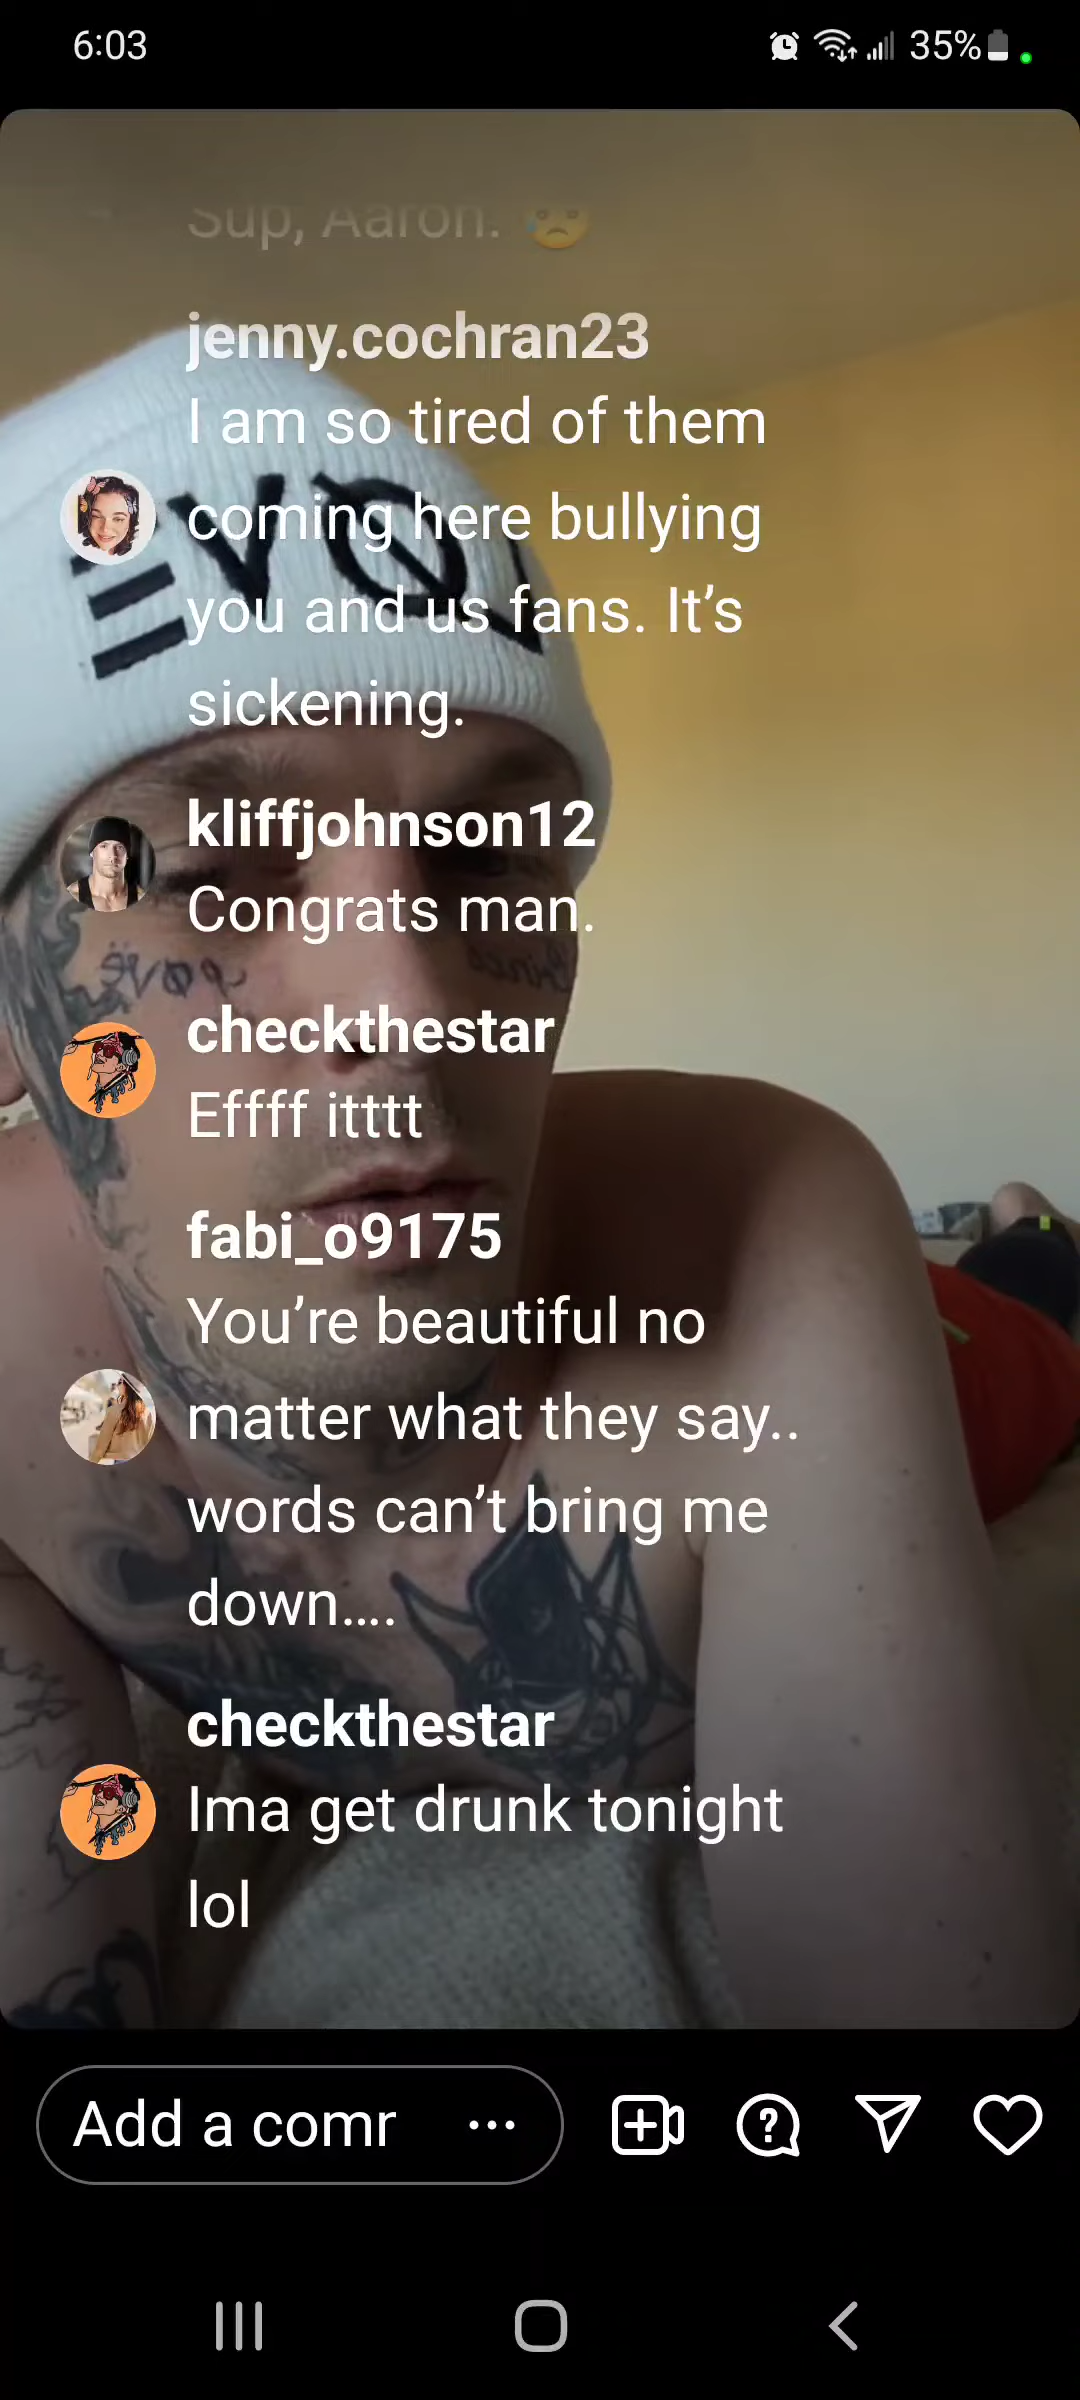 6:03
35%
Sup, Aaron. 😥
jenny.cochran23
I am so tired of them
coming here bullying
you and us fans. It’s
sickening.
kliffjohnson12
Congrats man.
checkthestar
Effff itttt
fabi_o9175
You’re beautiful no
matter what they say..
words can’t bring me
down....
checkthestar
Ima get drunk tonight
lol
Add a comr